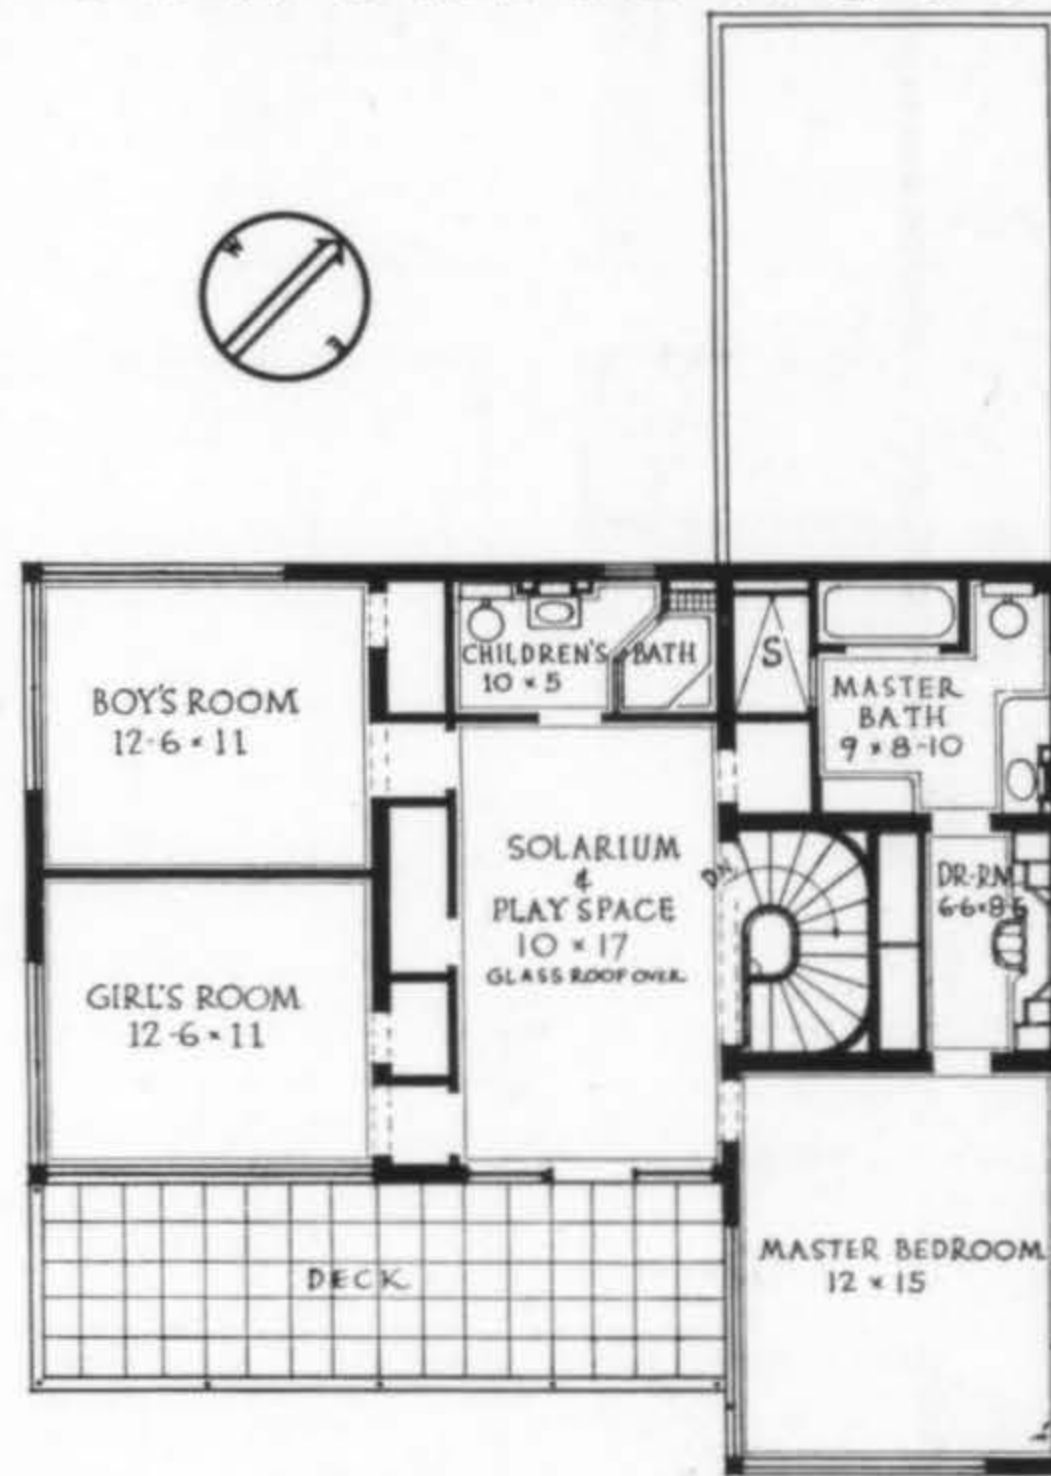 W
E
BOY'S ROOM
12-6 × 11
CHILDREN'S BATH
10 × 5
S
MASTER
BATH
9 × 8-10
SOLARIUM
&
PLAY SPACE
10 × 17
GLASS ROOF OVER
DN.
DR-RM.
6-6×8-6
GIRL'S ROOM
12-6 × 11
DECK
MASTER BEDROOM
12 × 15